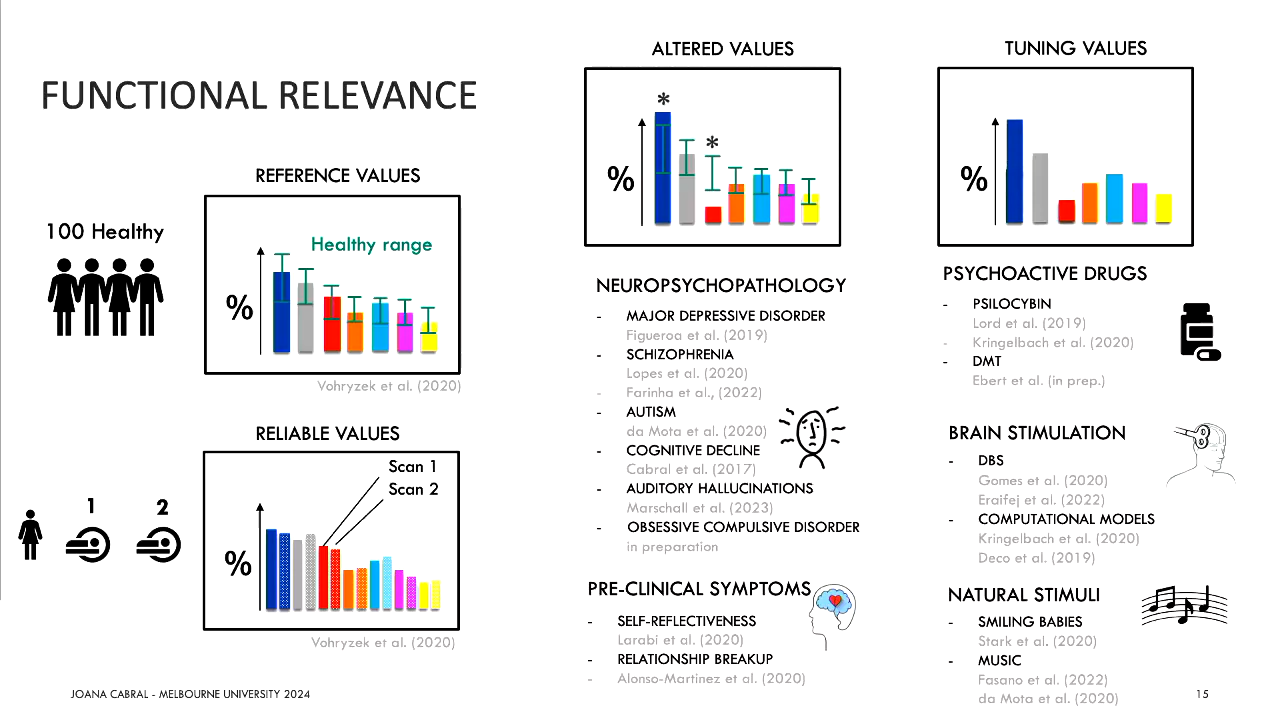 FUNCTIONAL RELEVANCE
REFERENCE VALUES
100 Healthy
Healthy range
%
Vohryzek et al. (2020)
RELIABLE VALUES
Scan 1
Scan 2
1
2
%
Vohryzek et al. (2020)
ALTERED VALUES
*
*
%
NEUROPSYCHOPATHOLOGY
- MAJOR DEPRESSIVE DISORDER
Figueroa et al. (2019)
- SCHIZOPHRENIA
Lopes et al. (2020)
- Farinha et al., (2022)
- AUTISM
da Mota et al. (2020)
- COGNITIVE DECLINE
Cabral et al. (2017)
- AUDITORY HALLUCINATIONS
Marschall et al. (2023)
- OBSESSIVE COMPULSIVE DISORDER
in preparation
PRE-CLINICAL SYMPTOMS
- SELF-REFLECTIVENESS
Larabi et al. (2020)
- RELATIONSHIP BREAKUP
- Alonso-Martinez et al. (2020)
TUNING VALUES
%
PSYCHOACTIVE DRUGS
- PSILOCYBIN
Lord et al. (2019)
- Kringelbach et al. (2020)
- DMT
Ebert et al. (in prep.)
BRAIN STIMULATION
- DBS
Gomes et al. (2020)
Eraifej et al. (2022)
- COMPUTATIONAL MODELS
Kringelbach et al. (2020)
Deco et al. (2019)
NATURAL STIMULI
- SMILING BABIES
Stark et al. (2020)
- MUSIC
Fasano et al. (2022)
da Mota et al. (2020)
JOANA CABRAL - MELBOURNE UNIVERSITY 2024
15